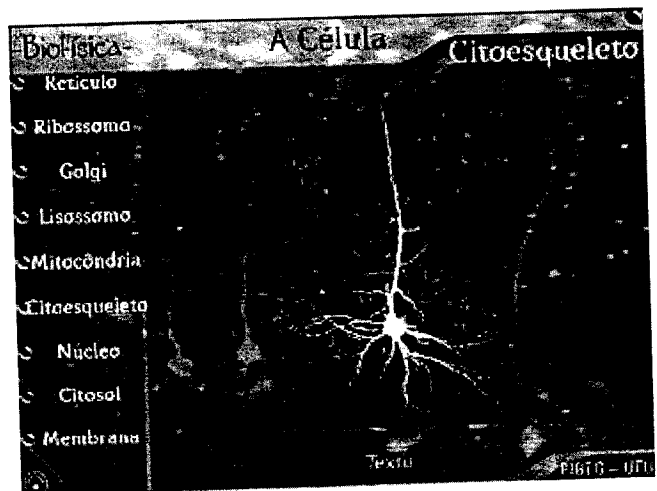 BioFísica
A Célula
Citoesqueleto
Retículo
Ribossomo
Golgi
Lisossomo
Mitocôndria
Citoesqueleto
Núcleo
Citosol
Membrana
Texto